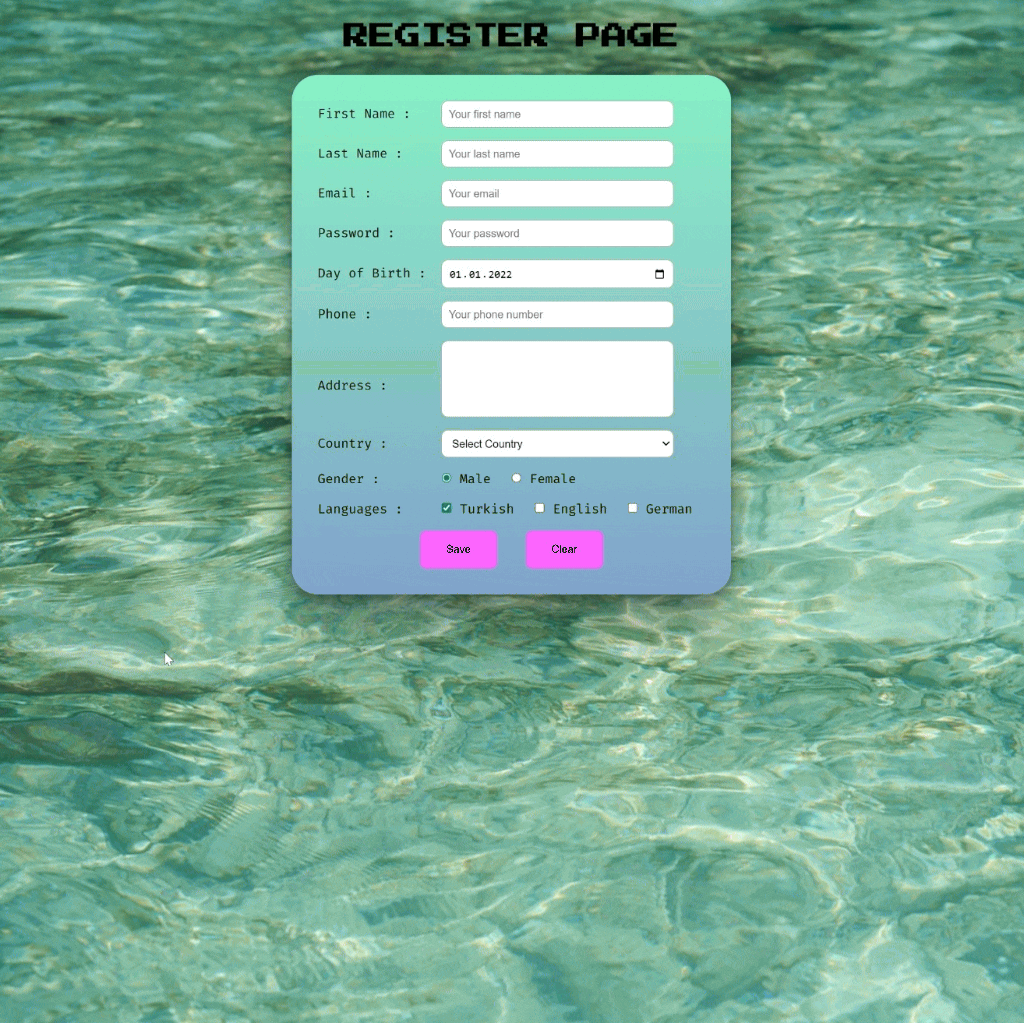 REGISTER PAGE
First Name : Your first name
Last Name : Your last name
Email : Your email
Password : Your password
Day of Birth : 01.01.2022
Phone : Your phone number
Address :
Country : Select Country
Gender : Male Female
Languages : Turkish English German
Save Clear